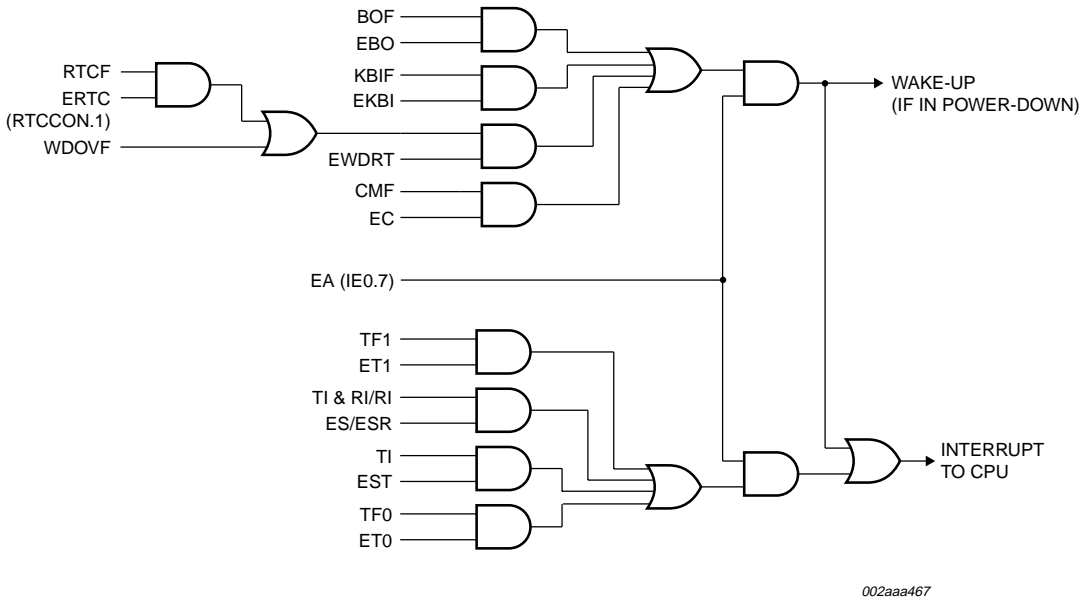 BOF
EBO
RTCF
ERTC
(RTCCON.1)
WDOVF
KBIF
EKBI
EWDRT
CMF
EC
WAKE-UP
(IF IN POWER-DOWN)
EA (IE0.7)
TF1
ET1
TI & RI/RI
ES/ESR
TI
EST
TF0
ET0
INTERRUPT
TO CPU
002aaa467